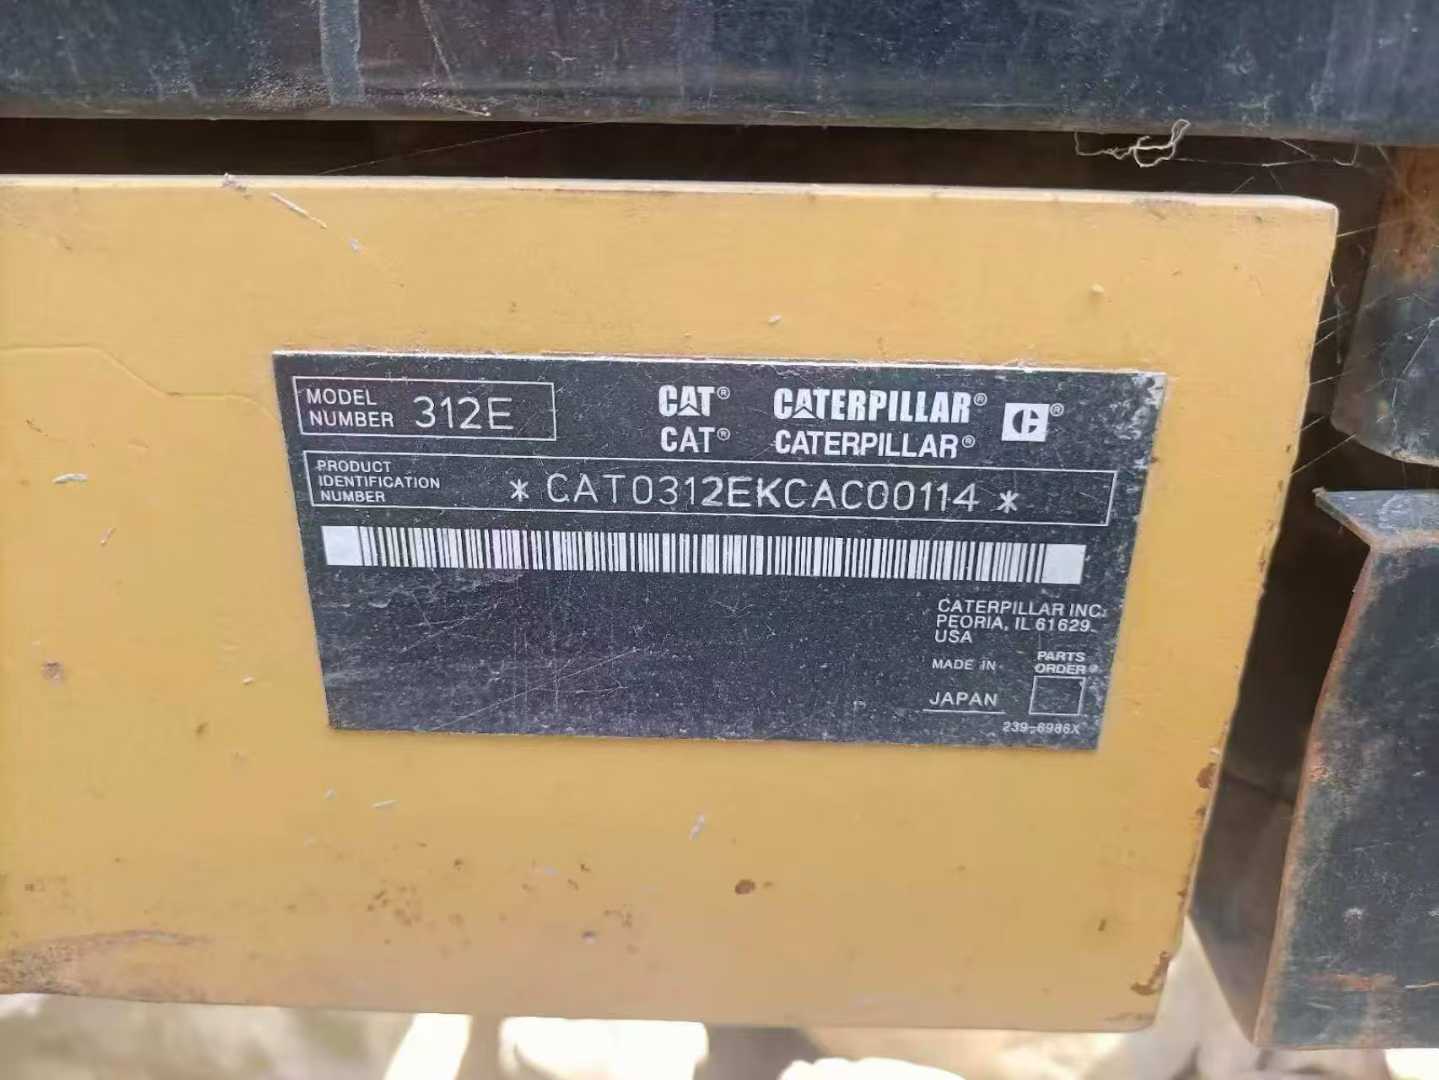 MODEL NUMBER 312E
CAT® CATERPILLAR® C®
CAT® CATERPILLAR®
PRODUCT
IDENTIFICATION
NUMBER
* CAT0312EKCAC00114 *
CATERPILLAR INC.
PEORIA, IL 61629
USA
MADE IN
JAPAN
PARTS
ORDER
239-6986X